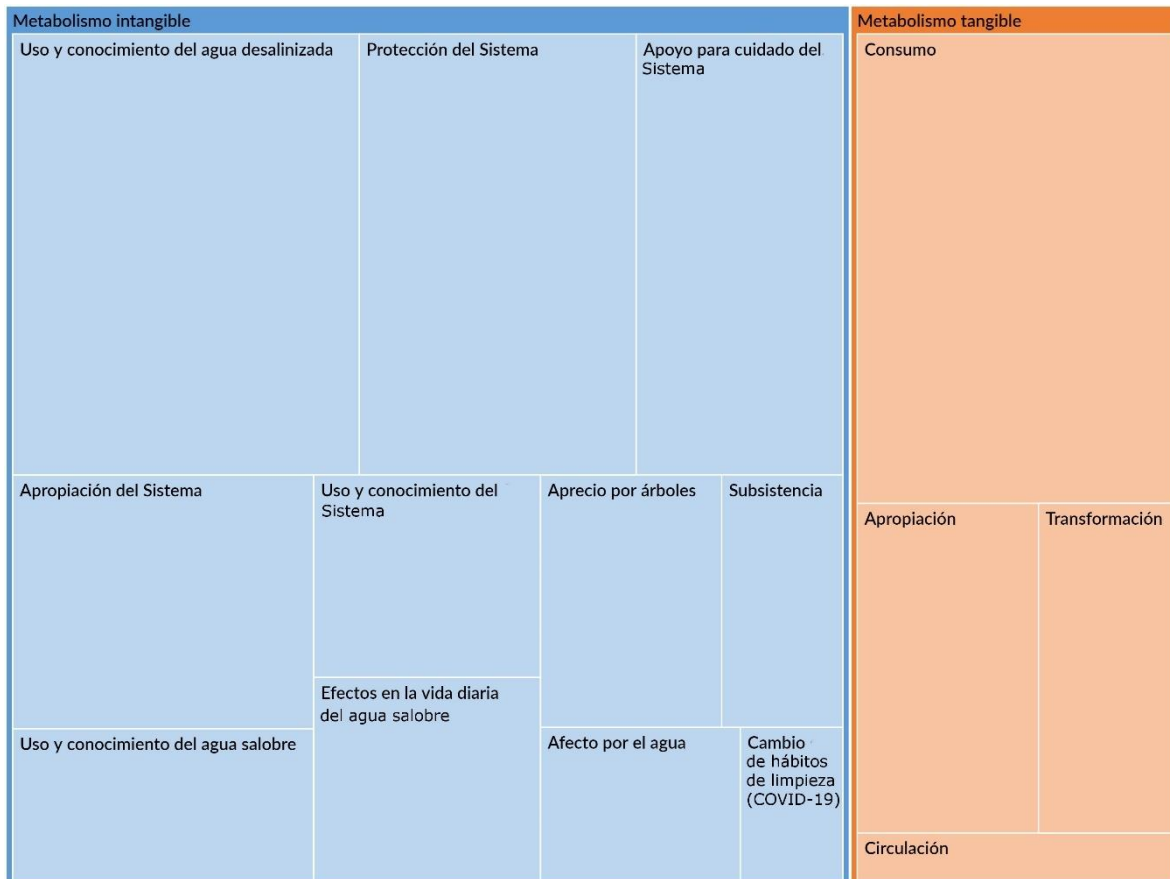 Metabolismo intangible
Uso y conocimiento del agua desalinizada
Protección del Sistema
Apoyo para cuidado del
Sistema
Apropiación del Sistema
Uso y conocimiento del
Sistema
Aprecio por árboles
Subsistencia
Efectos en la vida diaria
del agua salobre
Uso y conocimiento del agua salobre
Afecto por el agua
Cambio
de hábitos
de limpieza
(COVID-19)
Metabolismo tangible
Consumo
Apropiación
Transformación
Circulación